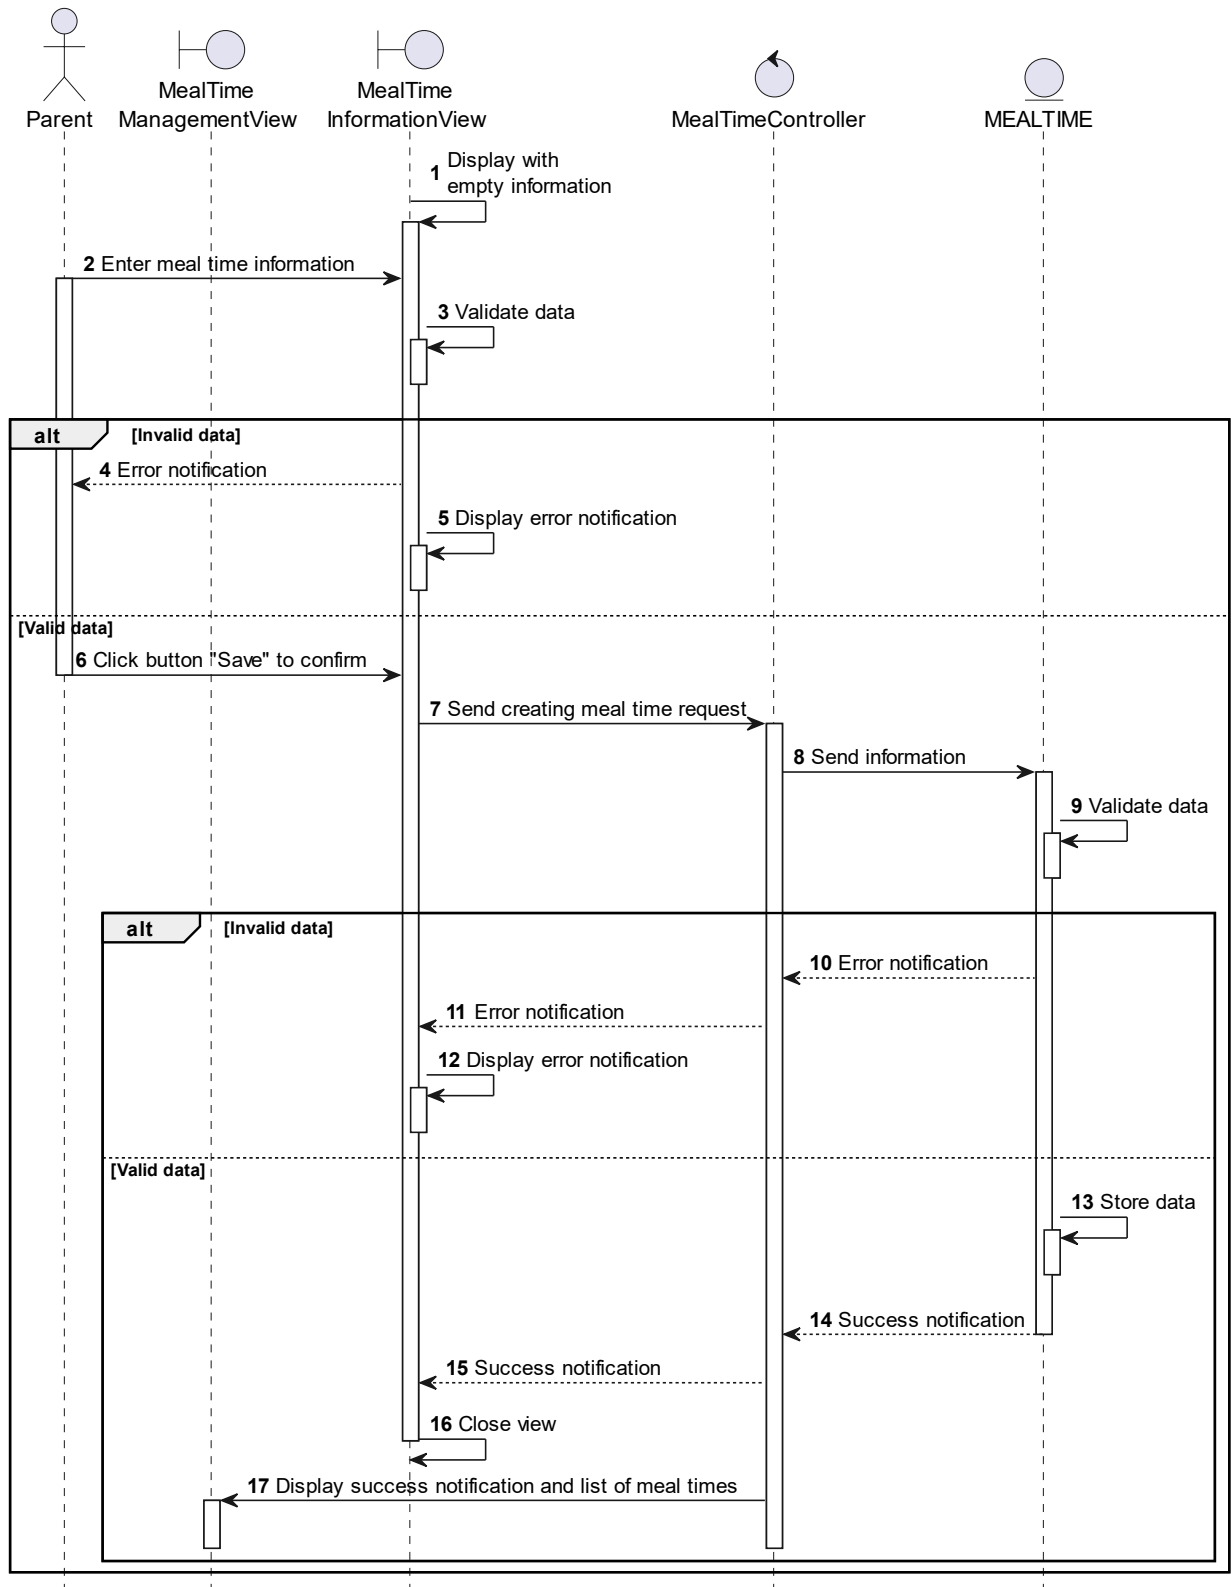 Parent
MealTime
ManagementView
MealTime
InformationView
MealTimeController
MEALTIME
1 Display with
empty information
2 Enter meal time information
3 Validate data
alt [Invalid data]
4 Error notification
5 Display error notification
[Valid data]
6 Click button "Save" to confirm
7 Send creating meal time request
8 Send information
9 Validate data
alt [Invalid data]
10 Error notification
11 Error notification
12 Display error notification
[Valid data]
13 Store data
14 Success notification
15 Success notification
16 Close view
17 Display success notification and list of meal times